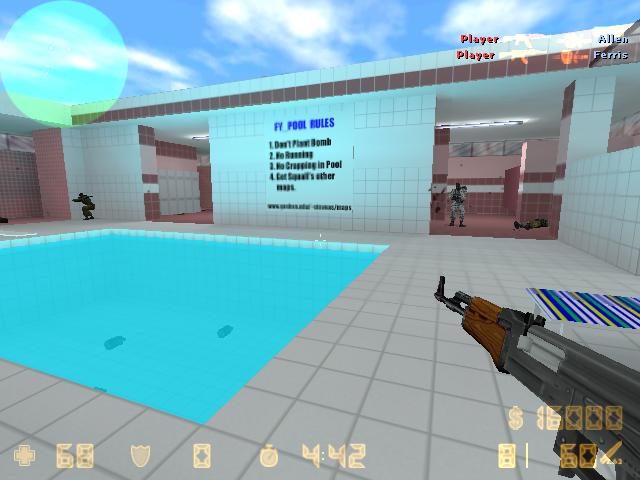 Player Allen
Player Ferris
FY_POOL RULES
1. Don't Plant Bomb
2. No Running
3. No Crapping in Pool
4. Get Squall's other
maps.
$ 16000
68 0 4:42 8 | 60